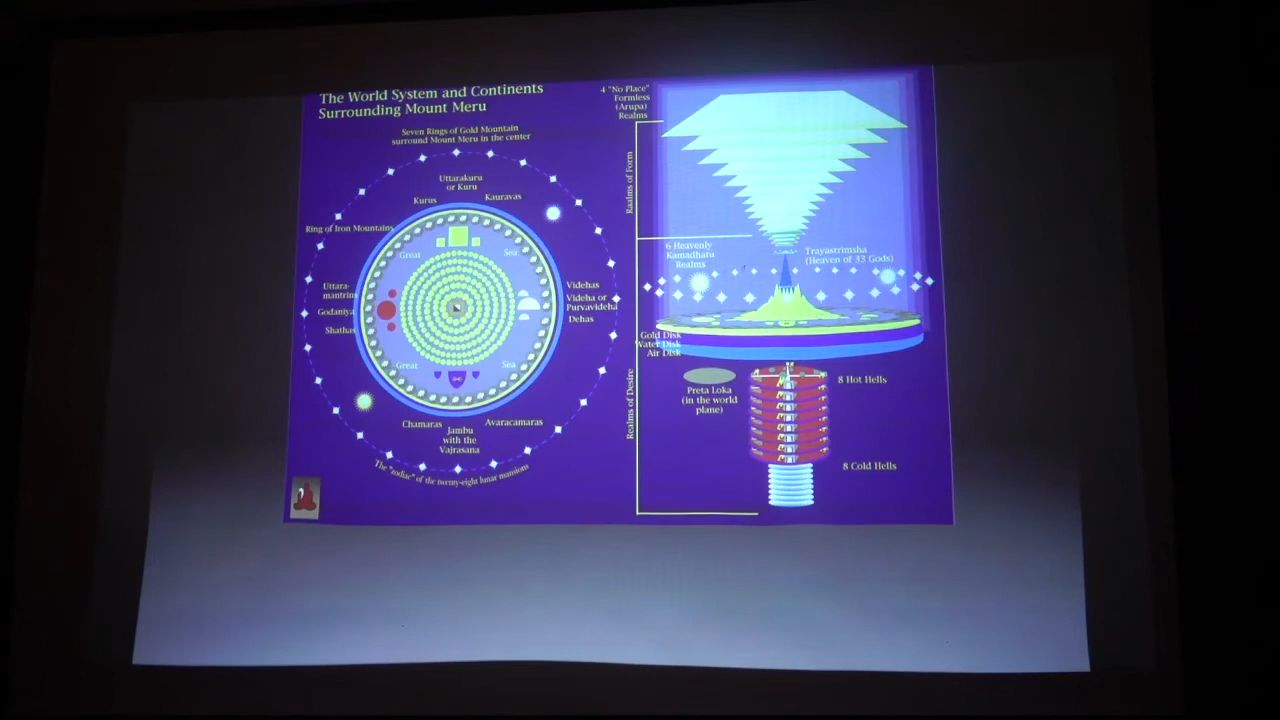 The World System and Continents
Surrounding Mount Meru
Seven Rings of Gold Mountain
surround Mount Meru in the center
Uttarakuru
or Kuru
Kurus
Kauravas
Ring of Iron Mountains
Great
Sea
Uttara-
mantrins
Godaniya
Shathas
Videhas
Videha or
Purvavideha
Dehas
Great
Sea
Chamaras
Jambu
with the
Vajrasana
Avaracamaras
The "zodiac" of the twenty-eight lunar mansions
4 "No Place"
Formless
(Arupa)
Realms
Realms of Form
6 Heavenly
Kamadhatu
Realms
Trayastrimsha
(Heaven of 33 Gods)
Gold Disk
Water Disk
Air Disk
Realms of Desire
Preta Loka
(in the world
plane)
8 Hot Hells
8 Cold Hells